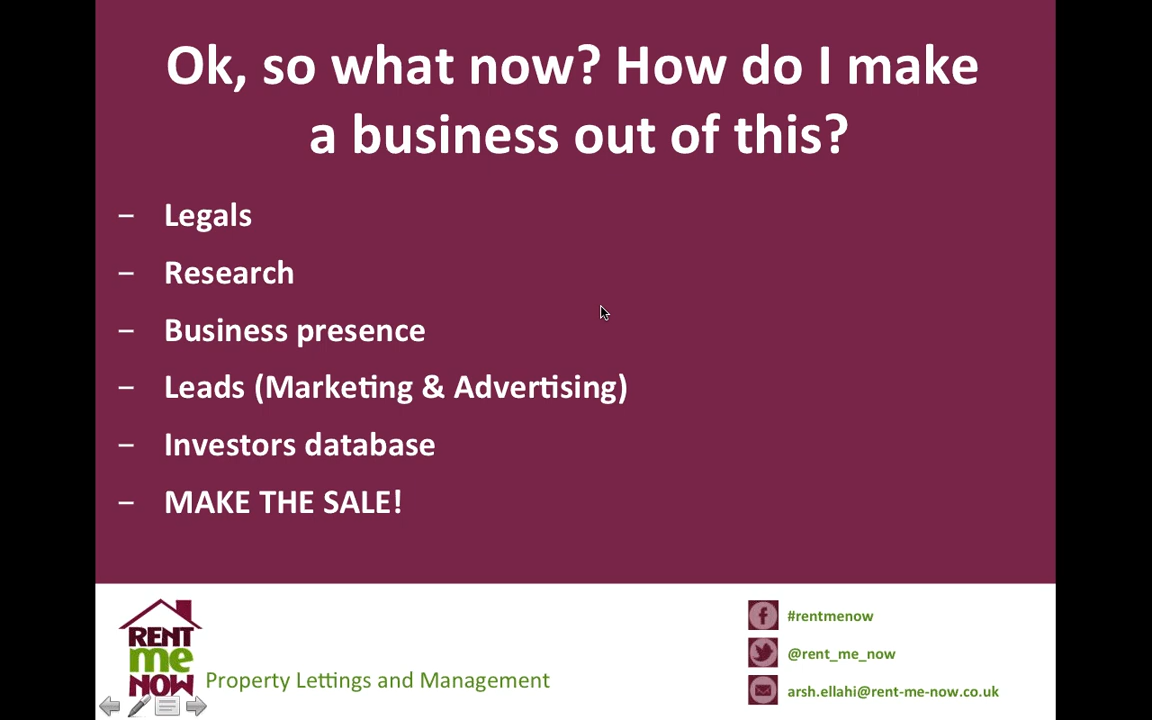 Ok, so what now? How do I make
a business out of this?
– Legals
– Research
– Business presence
– Leads (Marketing & Advertising)
– Investors database
– MAKE THE SALE!
RENT
me
NOW
Property Lettings and Management
#rentmenow
@rent_me_now
arsh.ellahi@rent-me-now.co.uk